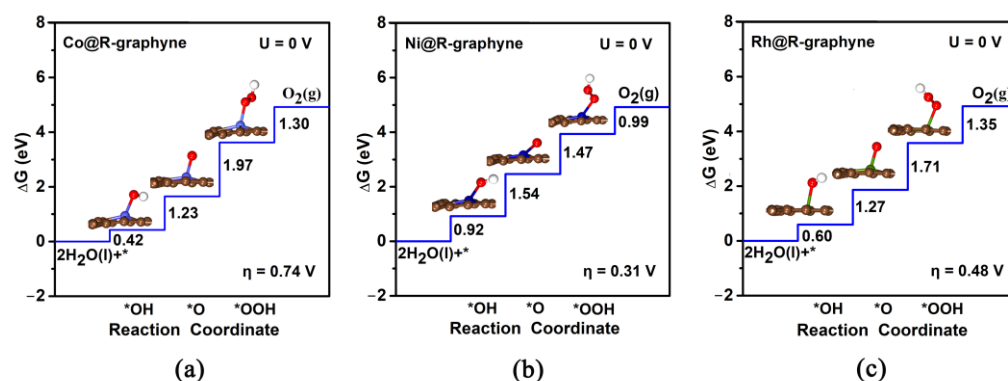 Co@R-graphyne U = 0 V
O₂(g)
1.30
1.97
1.23
0.42
2H₂O(l)+*
η = 0.74 V
ΔG (eV)
8
6
4
2
0
−2
*OH *O *OOH
Reaction Coordinate
(a)
Ni@R-graphyne U = 0 V
O₂(g)
0.99
1.47
1.54
0.92
2H₂O(l)+*
η = 0.31 V
ΔG (eV)
8
6
4
2
0
−2
*OH *O *OOH
Reaction Coordinate
(b)
Rh@R-graphyne U = 0 V
O₂(g)
1.35
1.71
1.27
0.60
2H₂O(l)+*
η = 0.48 V
ΔG (eV)
8
6
4
2
0
−2
*OH *O *OOH
Reaction Coordinate
(c)